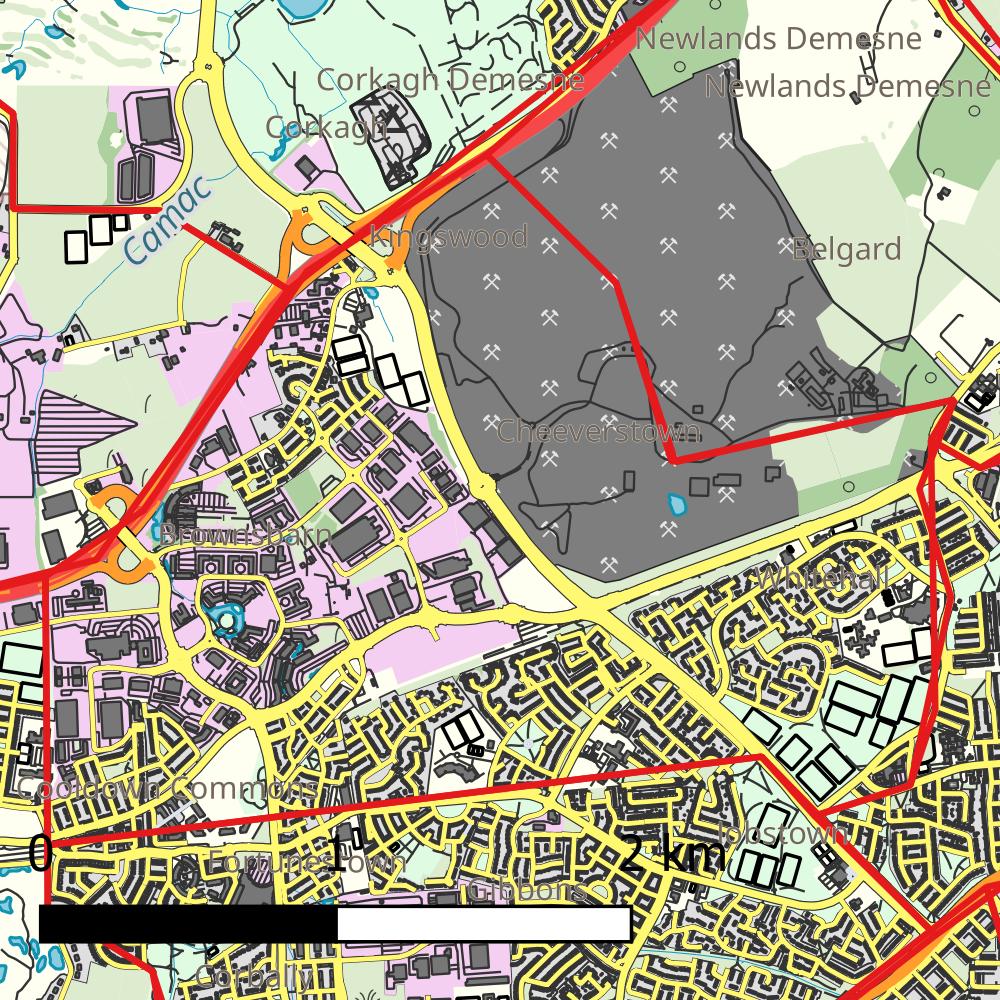 Newlands Demesne
Corkagh Demesne
Newlands Demesne
Corkagh
Camac
Kingswood
Belgard
Cheeverstown
Brownsbarn
Whitehall
Cooldown Commons
Jobstown
0 1 2 km
Fortunestown
Gibbons
Corbally